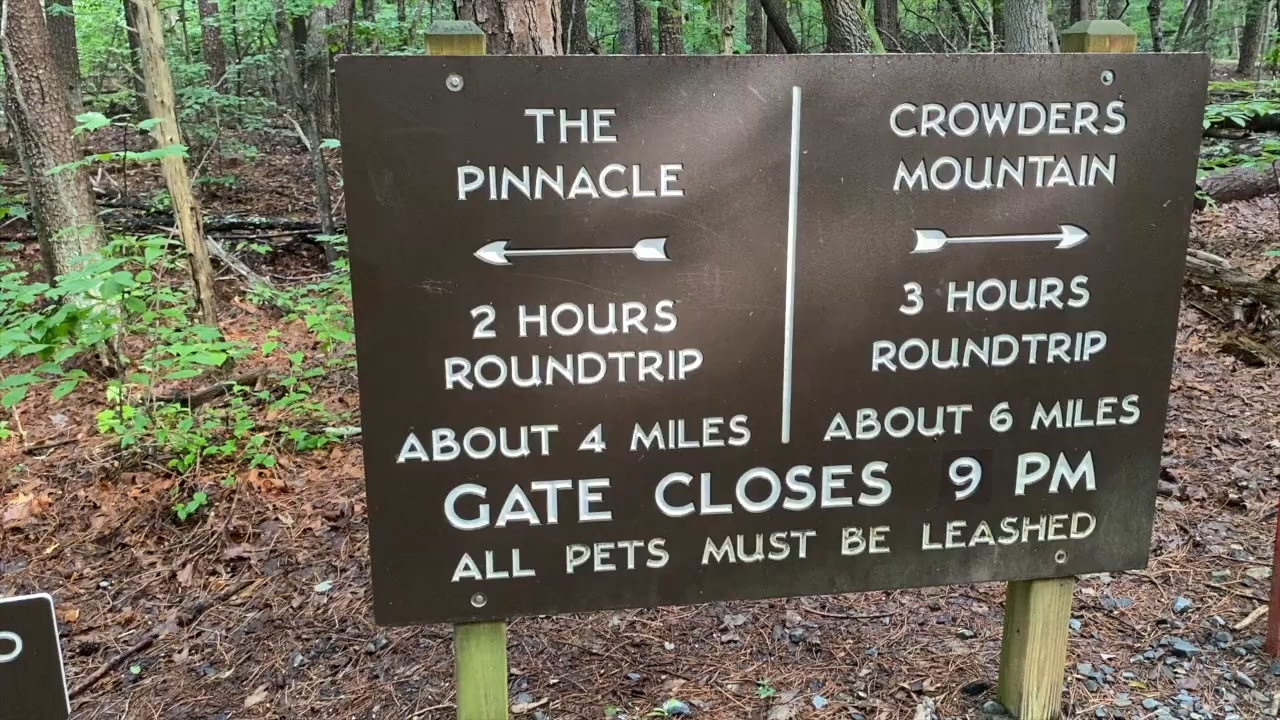 THE
PINNACLE
2 HOURS
ROUNDTRIP
ABOUT 4 MILES
CROWDERS
MOUNTAIN
3 HOURS
ROUNDTRIP
ABOUT 6 MILES
GATE CLOSES 9 PM
ALL PETS MUST BE LEASHED